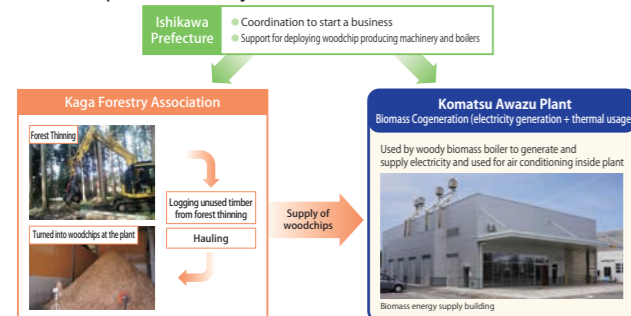 Ishikawa
Prefecture
● Coordination to start a business
● Support for deploying woodchip producing machinery and boilers
Kaga Forestry Association
Forest Thinning
Logging unused timber
from forest thinning
Hauling
Turned into woodchips at the plant
Supply of
woodchips
Komatsu Awazu Plant
Biomass Cogeneration (electricity generation + thermal usage
Used by woody biomass boiler to generate and
supply electricity and used for air conditioning inside plant
Biomass energy supply building